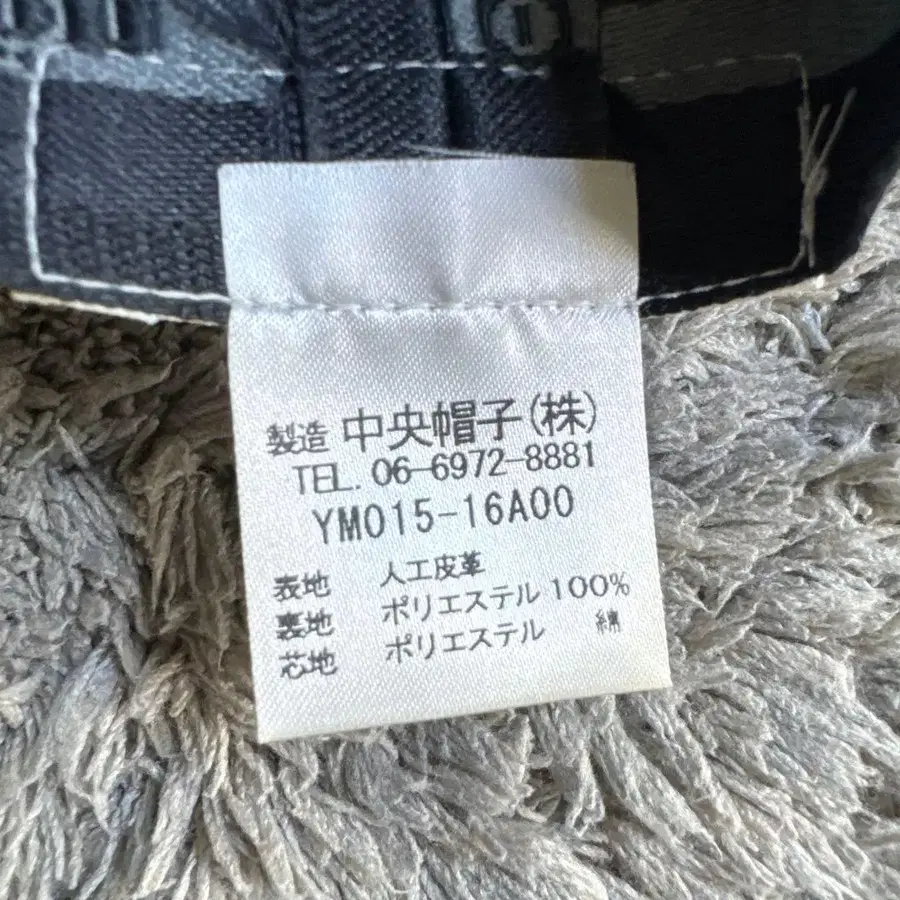 製造 中央帽子(株)
TEL. 06-6972-8881
YM015-16A00
表地 人工皮革
裏地 ポリエステル 100%
芯地 ポリエステル 綿